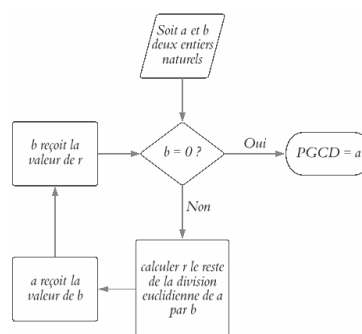 Soit a et b
deux entiers
naturels
b reçoit la
valeur de r
b = 0 ?
Oui
PGCD = a
Non
a reçoit la
valeur de b
calculer r le reste
de la division
euclidienne de a
par b